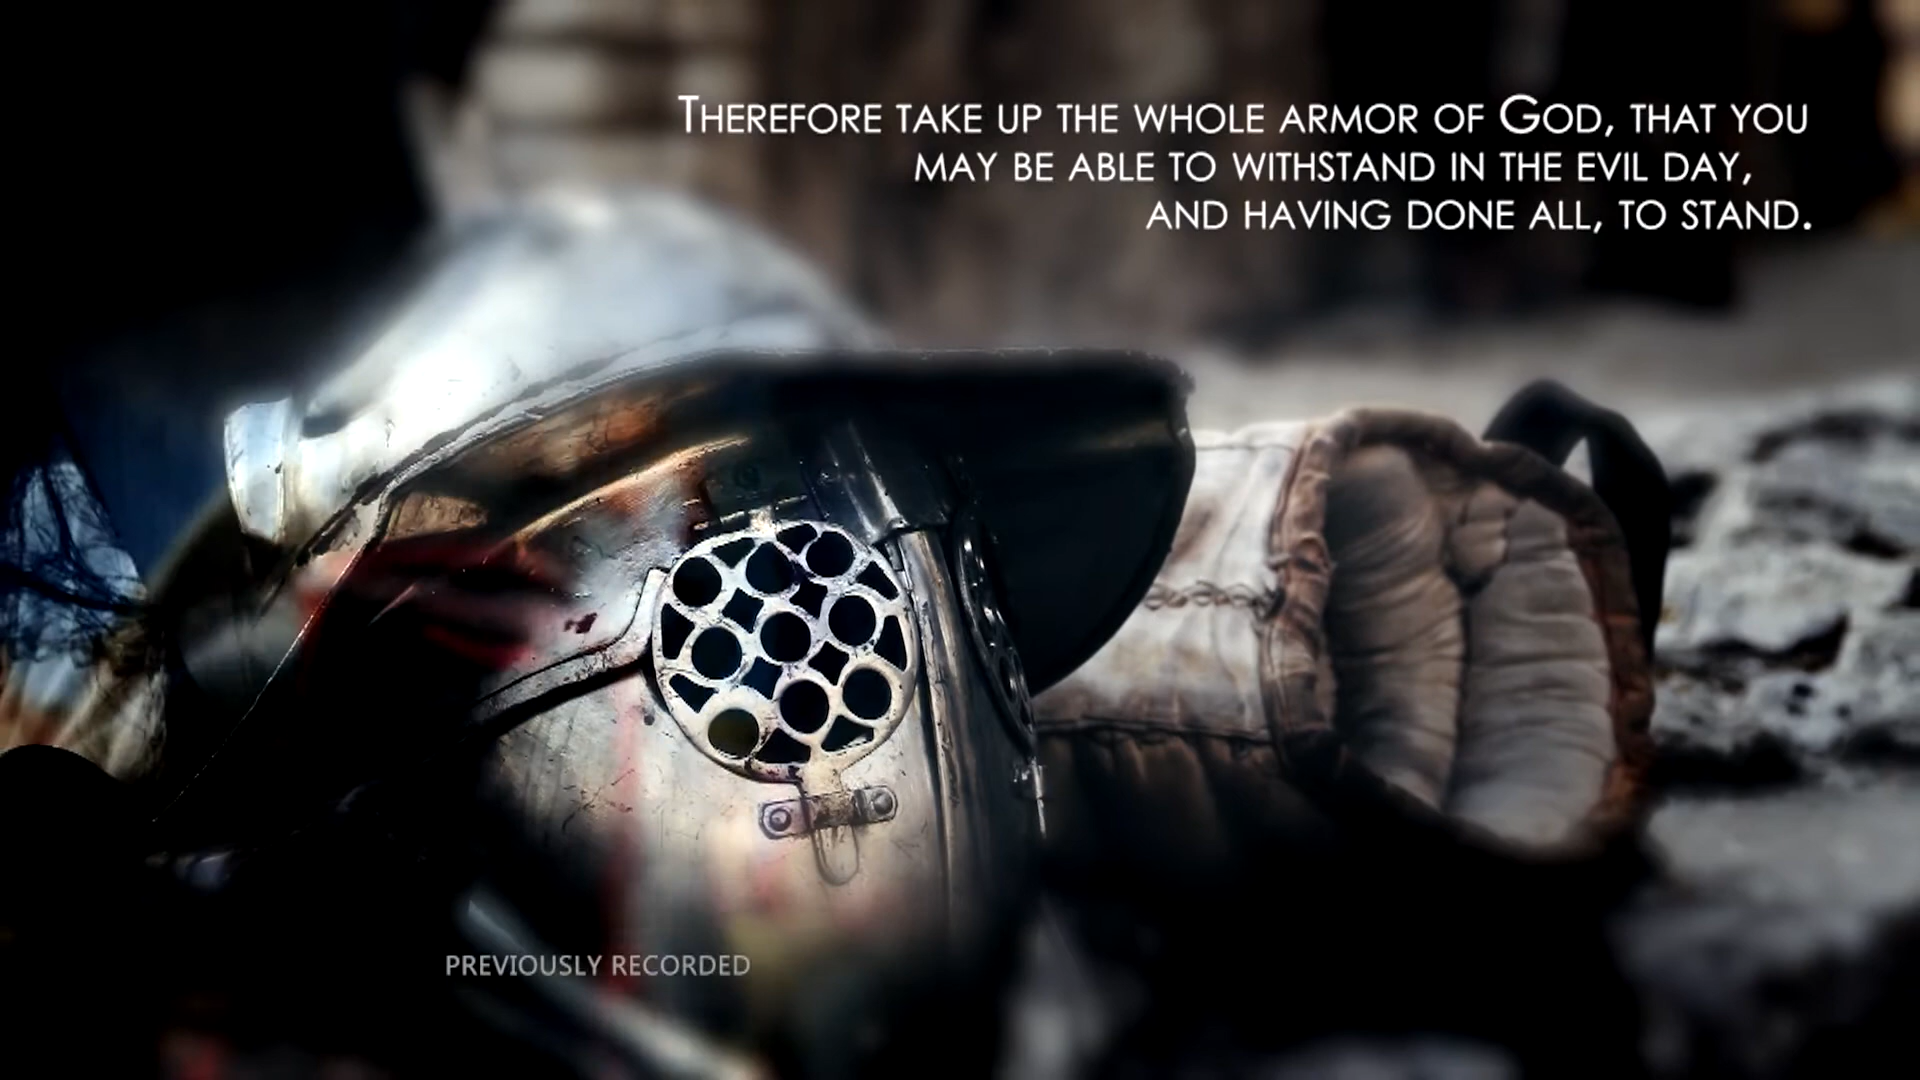 Therefore take up the whole armor of God, that you
may be able to withstand in the evil day,
and having done all, to stand.
PREVIOUSLY RECORDED